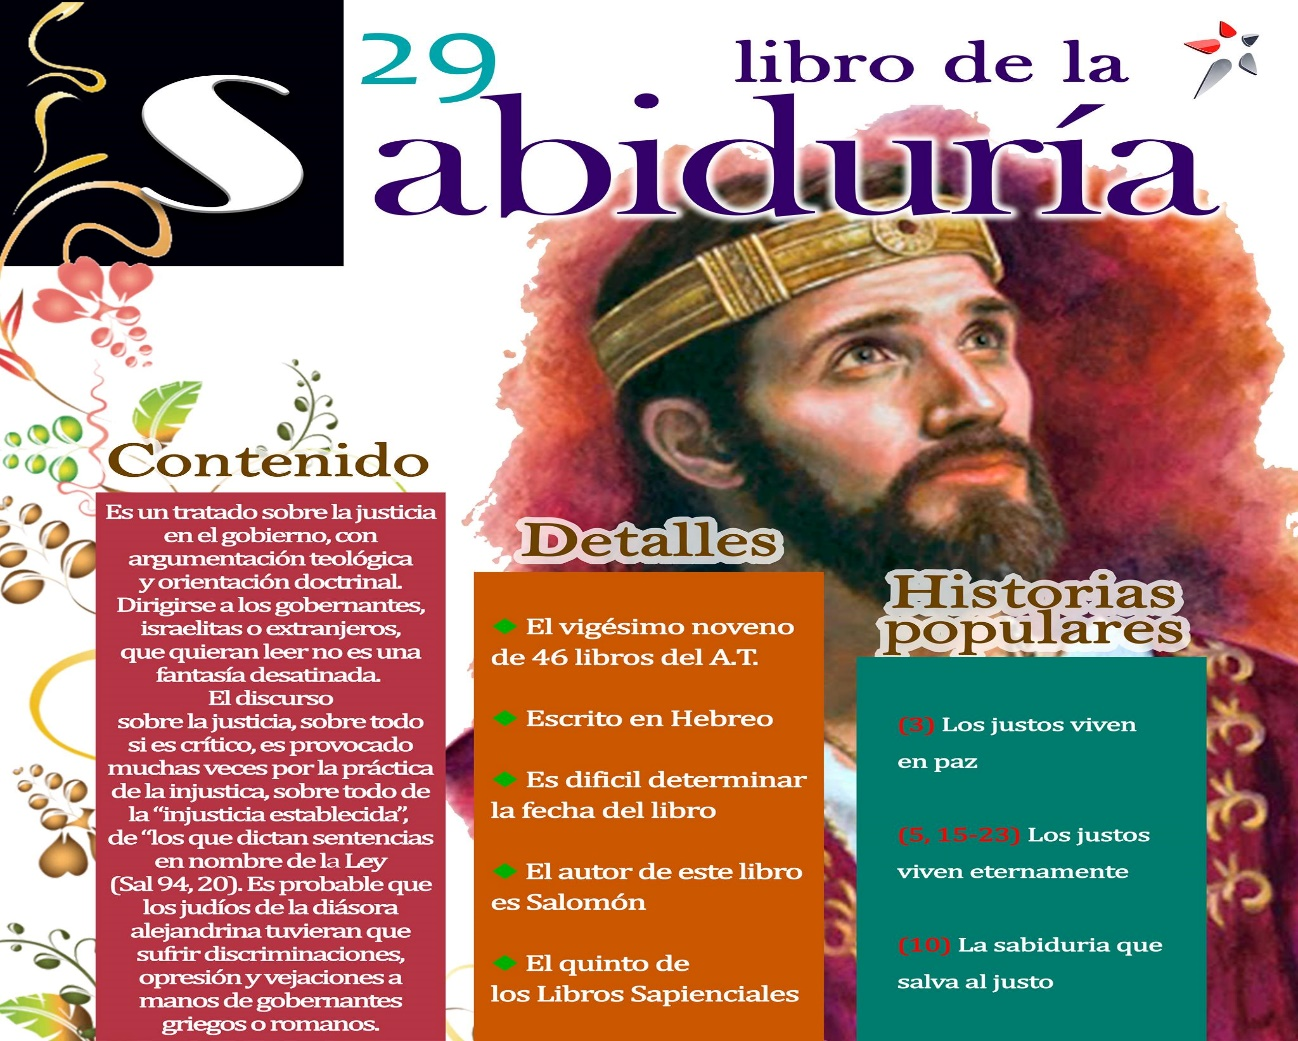 29
libro de la
Sabiduría
Contenido
Es un tratado sobre la justicia
en el gobierno, con
argumentación teológica
y orientación doctrinal.
Dirigirse a los gobernantes,
israelitas o extranjeros,
que quieran leer no es una
fantasía desatinada.
El discurso
sobre la justicia, sobre todo
si es crítico, es provocado
muchas veces por la práctica
de la injustica, sobre todo de
la “injusticia establecida”,
de “los que dictan sentencias
en nombre de la Ley
(Sal 94, 20). Es probable que
los judíos de la diásora
alejandrina tuvieran que
sufrir discriminaciones,
opresión y vejaciones a
manos de gobernantes
griegos o romanos.
Detalles
El vigésimo noveno
de 46 libros del A.T.
Escrito en Hebreo
Es dificil determinar
la fecha del libro
El autor de este libro
es Salomón
El quinto de
los Libros Sapienciales
Historias
populares
(3) Los justos viven
en paz
(5, 15-23) Los justos
viven eternamente
(10) La sabiduria que
salva al justo